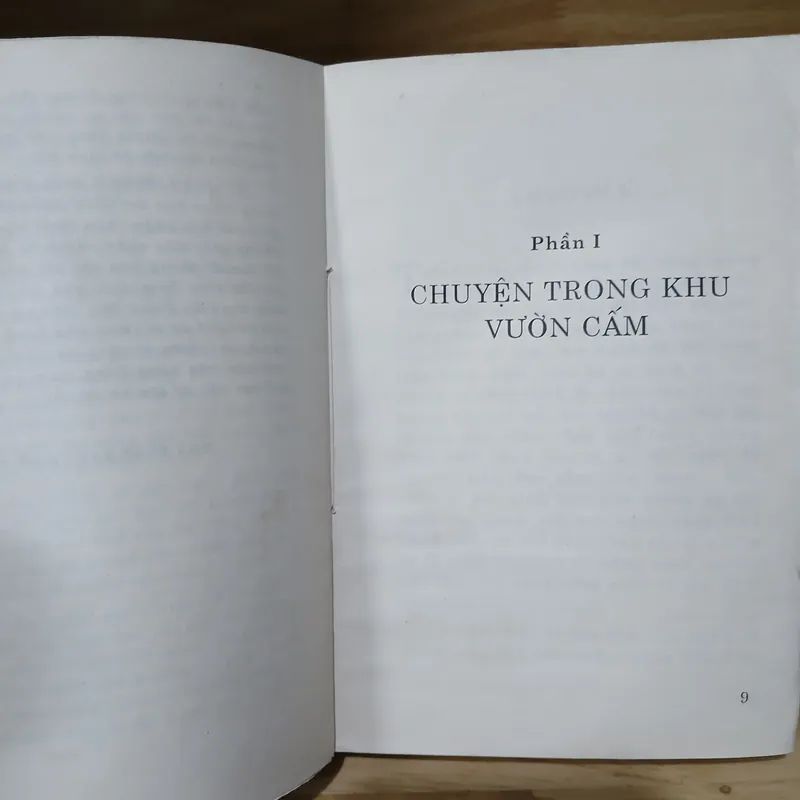 Phần I
CHUYỆN TRONG KHU
VƯỜN CẤM
9